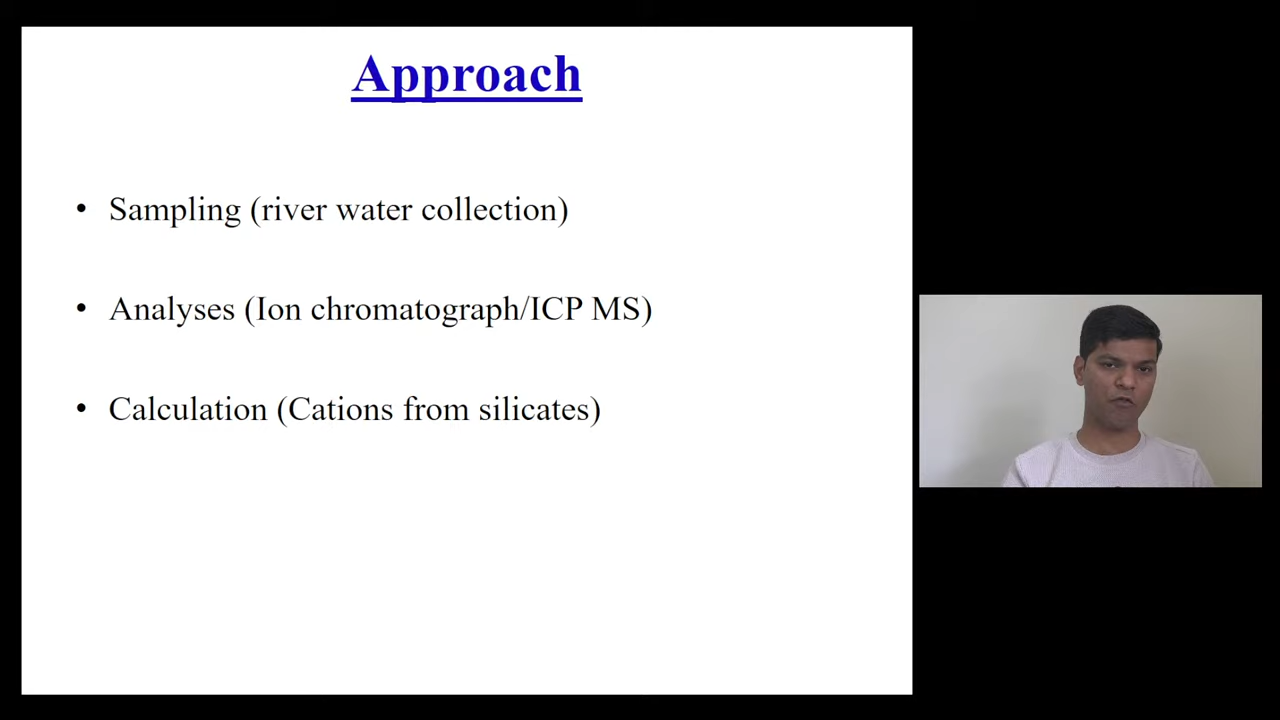 Approach
• Sampling (river water collection)
• Analyses (Ion chromatograph/ICP MS)
• Calculation (Cations from silicates)